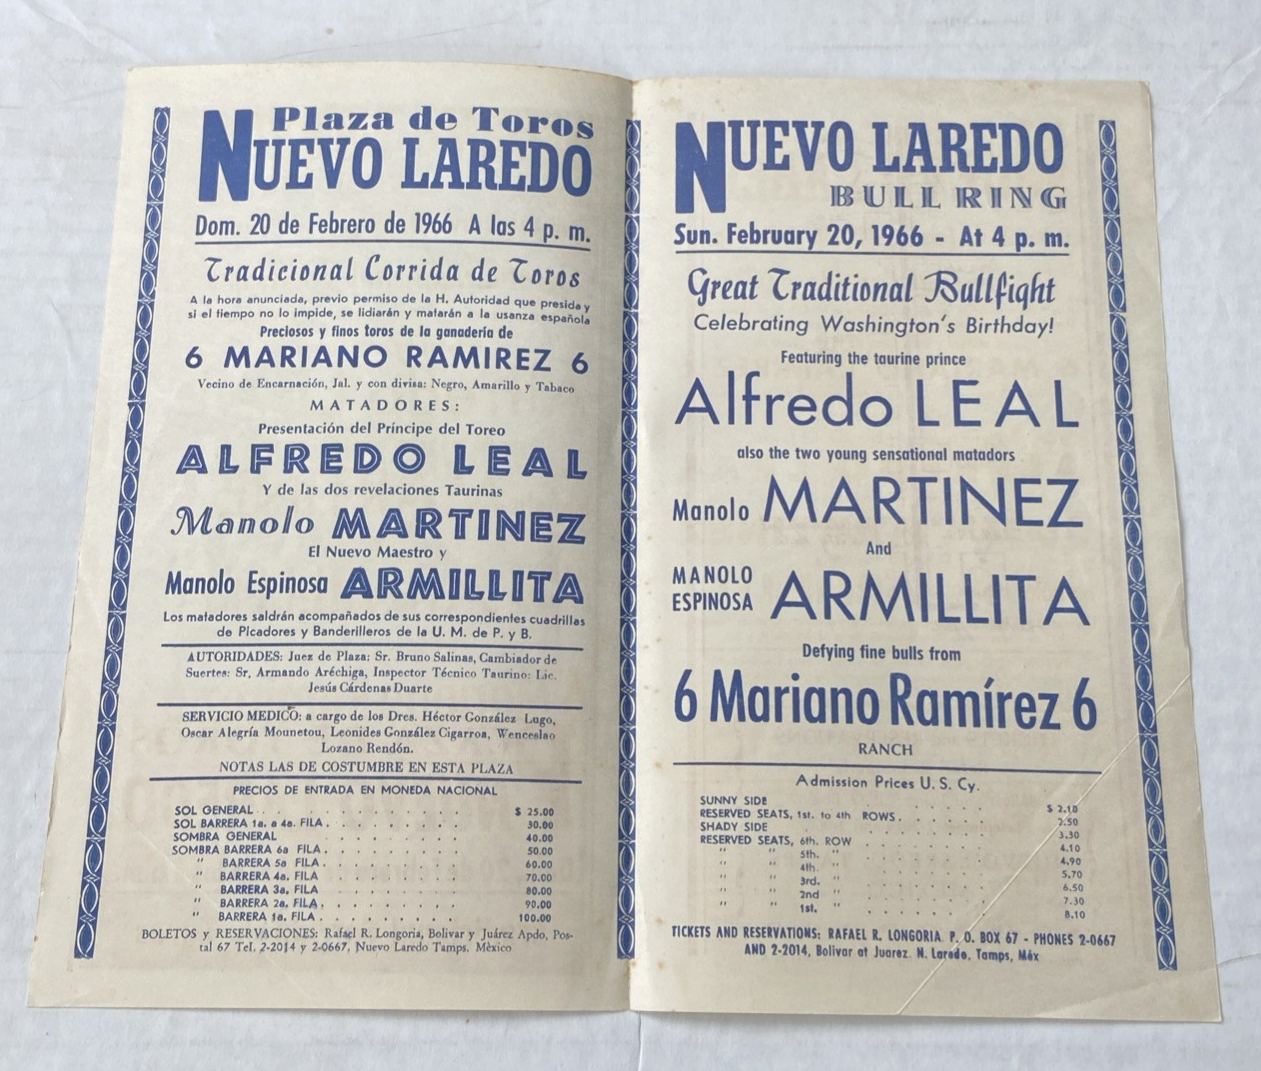 Plaza de Toros
NUEVO LAREDO
Dom. 20 de Febrero de 1966 A las 4 p. m.
Tradicional Corrida de Toros
A la hora anunciada, previo permiso de la H. Autoridad que presida y
si el tiempo no lo impide, se lidiarán y matarán a la usanza española
Preciosos y finos toros de la ganadería de
6 MARIANO RAMIREZ 6
Vecino de Encarnación, Jal. y con divisa: Negro, Amarillo y Tabaco
MATADORES:
Presentación del Príncipe del Toreo
ALFREDO LEAL
Y de las dos revelaciones Taurinas
Manolo MARTINEZ
El Nuevo Maestro y
Manolo Espinosa ARMILLITA
Los matadores saldrán acompañados de sus correspondientes cuadrillas
de Picadores y Banderilleros de la U. M. de P. y B.
AUTORIDADES: Juez de Plaza: Sr. Bruno Salinas, Cambiador de
Suertes: Sr, Armando Aréchiga, Inspector Técnico Taurino: Lic.
Jesús Cárdenas Duarte
SERVICIO MEDICO: a cargo de los Dres. Héctor González Lugo,
Oscar Alegría Mounetou, Leonides González Cigarroa, Wenceslao
Lozano Rendón.
NOTAS LAS DE COSTUMBRE EN ESTA PLAZA
PRECIOS DE ENTRADA EN MONEDA NACIONAL
SOL GENERAL . . . . . . . . $ 25.00
SOL BARRERA 1a. a 4a. FILA . . . . . . 30.00
SOMBRA GENERAL . . . . . . . 40.00
SOMBRA BARRERA 6a FILA . . . . . . 50.00
" BARRERA 5a FILA . . . . . . 60.00
" BARRERA 4a. FILA . . . . . . 70.00
" BARRERA 3a, FILA . . . . . . 80.00
" BARRERA 2a. FILA . . . . . . 90.00
" BARRERA 1a. FILA . . . . . . 100.00
BOLETOS y RESERVACIONES: Rafael R. Longoria, Bolivar y Juárez Apdo, Pos-
tal 67 Tel. 2-2014 y 2-0667, Nuevo Laredo Tamps. México
NUEVO LAREDO
BULL RING
Sun. February 20, 1966 - At 4 p. m.
Great Traditional Bullfight
Celebrating Washington's Birthday!
Featuring the taurine prince
Alfredo LEAL
also the two young sensational matadors
Manolo MARTINEZ
And
MANOLO
ESPINOSA ARMILLITA
Defying fine bulls from
6 Mariano Ramírez 6
RANCH
Admission Prices U. S. Cy.
SUNNY SIDE . . . . $ 2.10
RESERVED SEATS, 1st. to 4th ROWS . . . . . 2.50
SHADY SIDE . . . . . 3.30
RESERVED SEATS, 6th. ROW . . . . . . 4.10
" " 5th. " . . . . . . 4.90
" " 4th. " . . . . . . 5.70
" " 3rd. " . . . . . . 6.50
" " 2nd " . . . . . . 7.30
" " 1st. " . . . . . . 8.10
TICKETS AND RESERVATIONS: RAFAEL R. LONGORIA P. O. BOX 67 - PHONES 2-0667
AND 2-2014, Bolivar at Juarez N. Laredo, Tamps, Méx